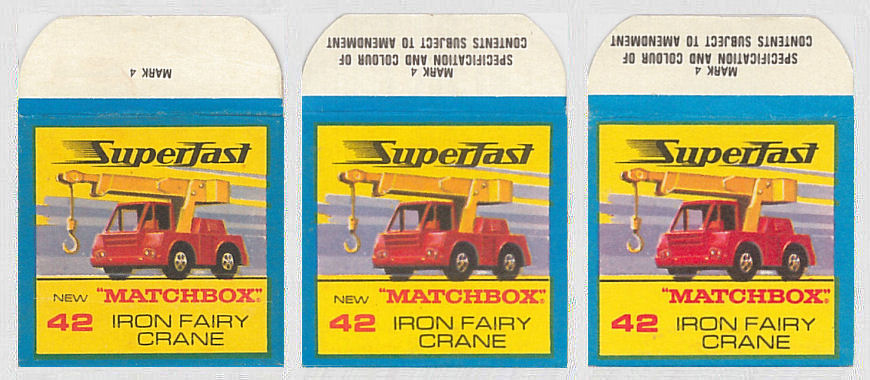 MARK 4
SUPERFAST
NEW "MATCHBOX"®
42 IRON FAIRY
CRANE
SPECIFICATION AND COLOUR OF
CONTENTS SUBJECT TO AMENDMENT
MARK 4
SUPERFAST
NEW "MATCHBOX"®
42 IRON FAIRY
CRANE
SPECIFICATION AND COLOUR OF
CONTENTS SUBJECT TO AMENDMENT
MARK 4
SUPERFAST
"MATCHBOX"®
42 IRON FAIRY
CRANE